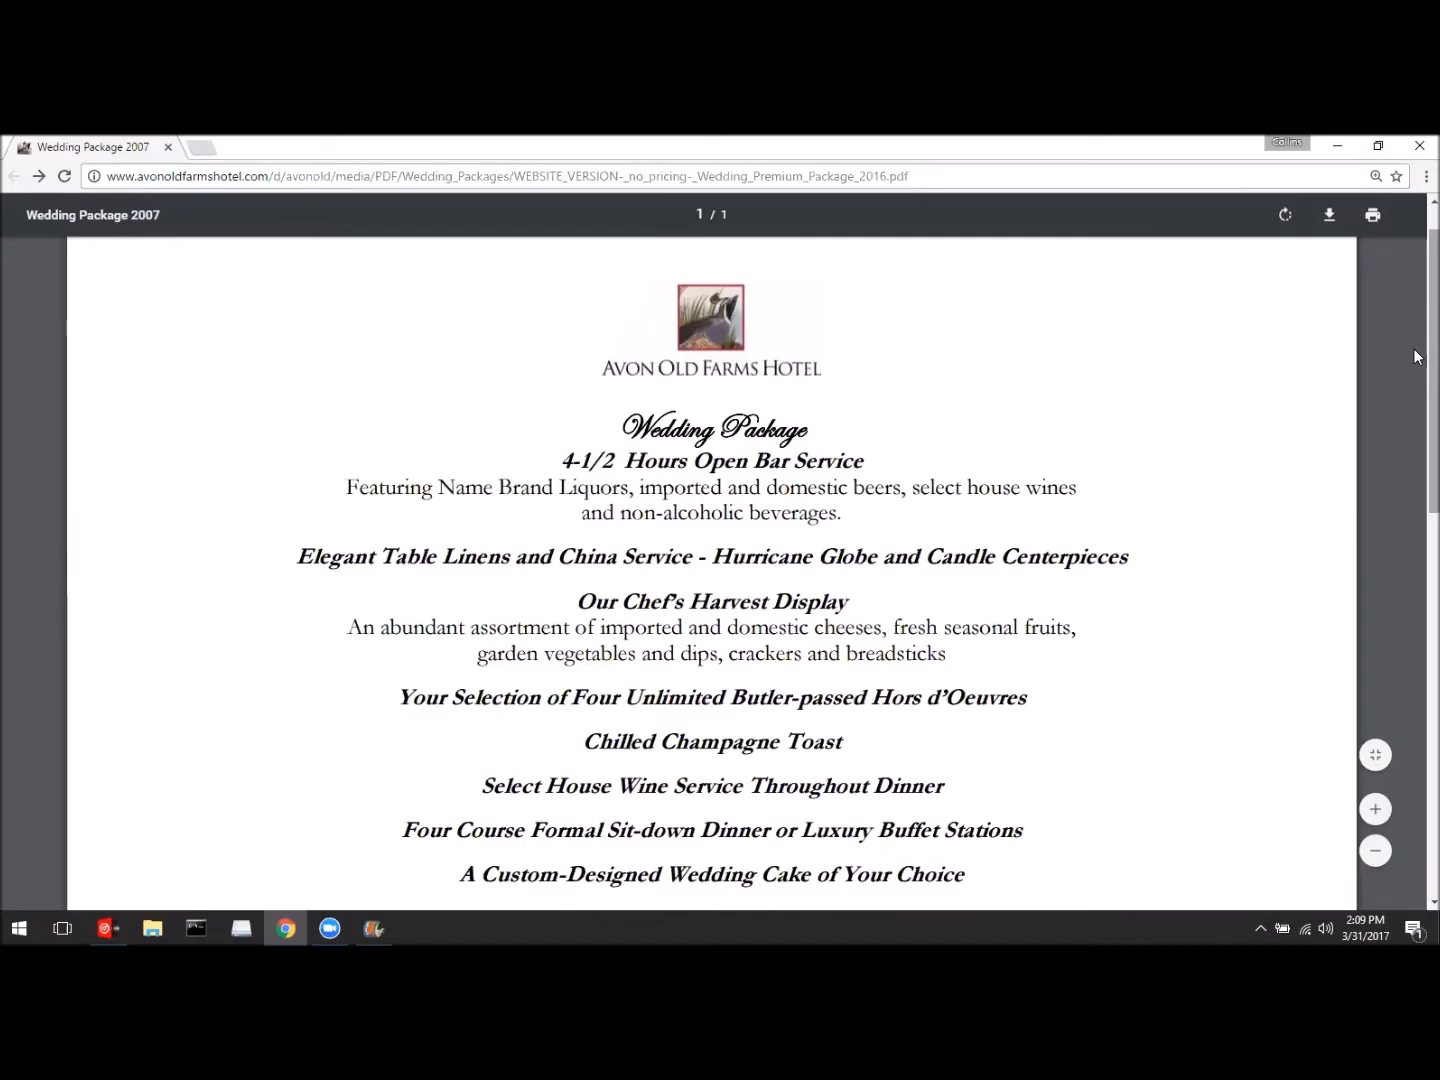 Wedding Package 2007
Collins
www.avonoldfarmshotel.com/d/avonold/media/PDF/Wedding_Packages/WEBSITE_VERSION-_no_pricing-_Wedding_Premium_Package_2016.pdf
Wedding Package 2007
1 / 1
AVON OLD FARMS HOTEL
Wedding Package
4-1/2 Hours Open Bar Service
Featuring Name Brand Liquors, imported and domestic beers, select house wines
and non-alcoholic beverages.
Elegant Table Linens and China Service - Hurricane Globe and Candle Centerpieces
Our Chef's Harvest Display
An abundant assortment of imported and domestic cheeses, fresh seasonal fruits,
garden vegetables and dips, crackers and breadsticks
Your Selection of Four Unlimited Butler-passed Hors d’Oeuvres
Chilled Champagne Toast
Select House Wine Service Throughout Dinner
Four Course Formal Sit-down Dinner or Luxury Buffet Stations
A Custom-Designed Wedding Cake of Your Choice
2:09 PM
3/31/2017
1